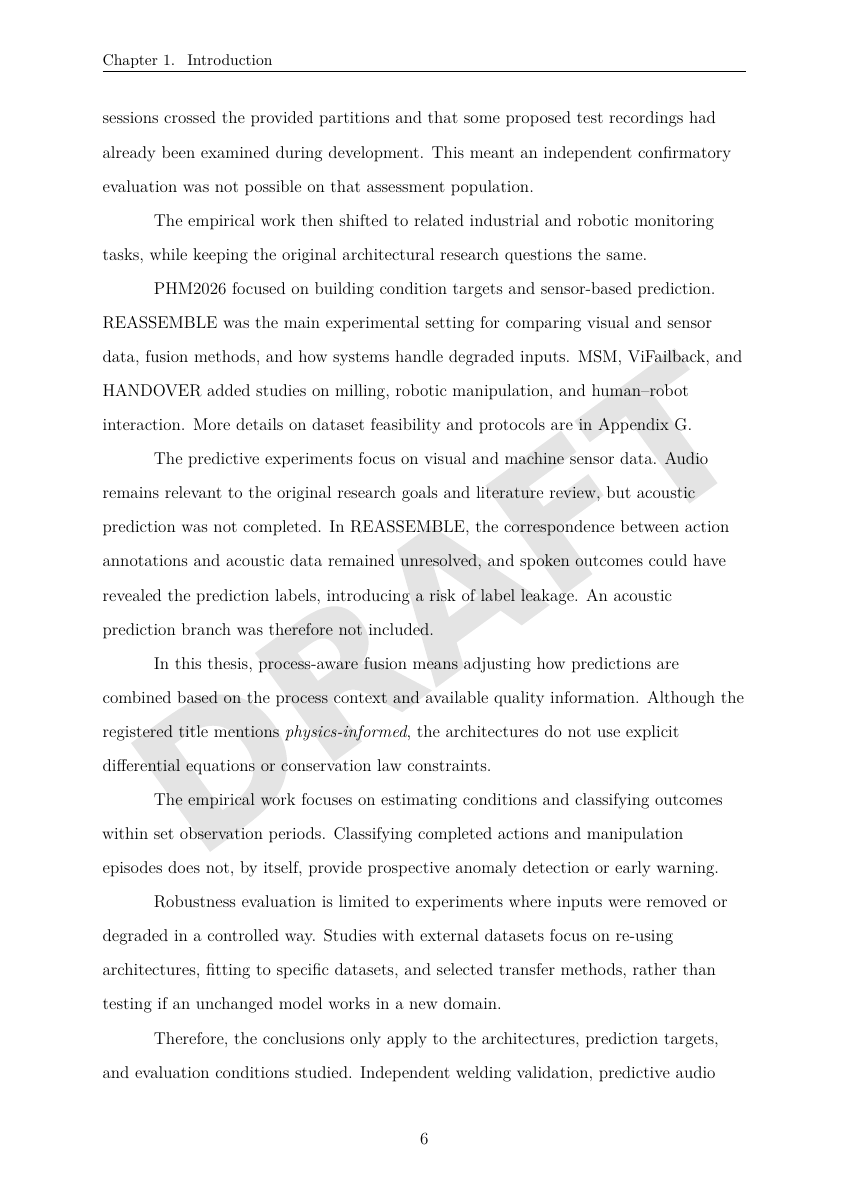 Chapter 1. Introduction
sessions crossed the provided partitions and that some proposed test recordings had
already been examined during development. This meant an independent confirmatory
evaluation was not possible on that assessment population.
The empirical work then shifted to related industrial and robotic monitoring
tasks, while keeping the original architectural research questions the same.
PHM2026 focused on building condition targets and sensor-based prediction.
REASSEMBLE was the main experimental setting for comparing visual and sensor
data, fusion methods, and how systems handle degraded inputs. MSM, ViFailback, and
HANDOVER added studies on milling, robotic manipulation, and human–robot
interaction. More details on dataset feasibility and protocols are in Appendix G.
The predictive experiments focus on visual and machine sensor data. Audio
remains relevant to the original research goals and literature review, but acoustic
prediction was not completed. In REASSEMBLE, the correspondence between action
annotations and acoustic data remained unresolved, and spoken outcomes could have
revealed the prediction labels, introducing a risk of label leakage. An acoustic
prediction branch was therefore not included.
In this thesis, process-aware fusion means adjusting how predictions are
combined based on the process context and available quality information. Although the
registered title mentions physics-informed, the architectures do not use explicit
differential equations or conservation law constraints.
The empirical work focuses on estimating conditions and classifying outcomes
within set observation periods. Classifying completed actions and manipulation
episodes does not, by itself, provide prospective anomaly detection or early warning.
Robustness evaluation is limited to experiments where inputs were removed or
degraded in a controlled way. Studies with external datasets focus on re-using
architectures, fitting to specific datasets, and selected transfer methods, rather than
testing if an unchanged model works in a new domain.
Therefore, the conclusions only apply to the architectures, prediction targets,
and evaluation conditions studied. Independent welding validation, predictive audio
6
DRAFT